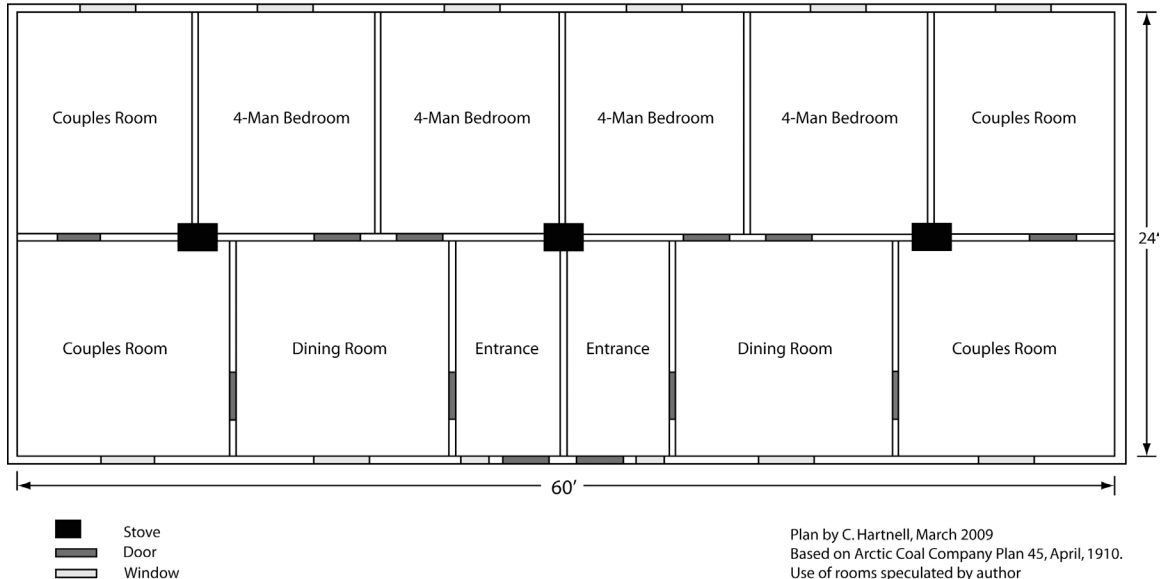 Couples Room
4-Man Bedroom
4-Man Bedroom
4-Man Bedroom
4-Man Bedroom
Couples Room
24'
Couples Room
Dining Room
Entrance
Entrance
Dining Room
Couples Room
60'
Stove
Door
Window
Plan by C. Hartnell, March 2009
Based on Arctic Coal Company Plan 45, April, 1910.
Use of rooms speculated by author